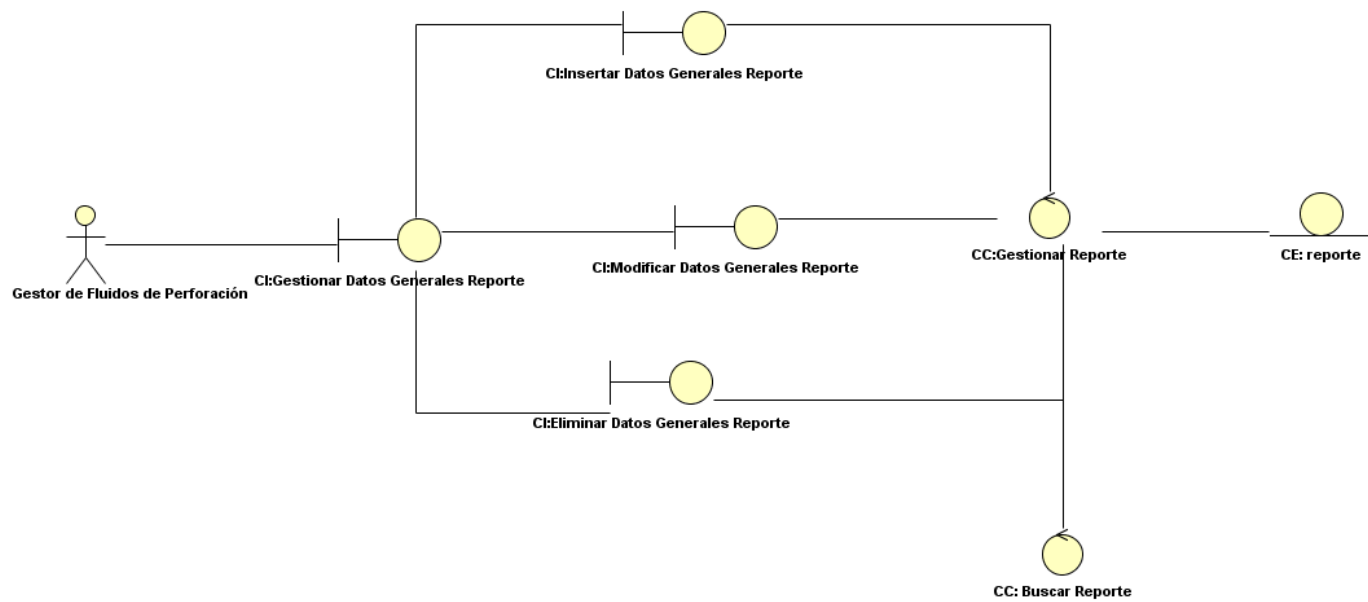 CI:Insertar Datos Generales Reporte
Gestor de Fluidos de Perforación
CI:Gestionar Datos Generales Reporte
CI:Modificar Datos Generales Reporte
CC:Gestionar Reporte
CE: reporte
CI:Eliminar Datos Generales Reporte
CC: Buscar Reporte